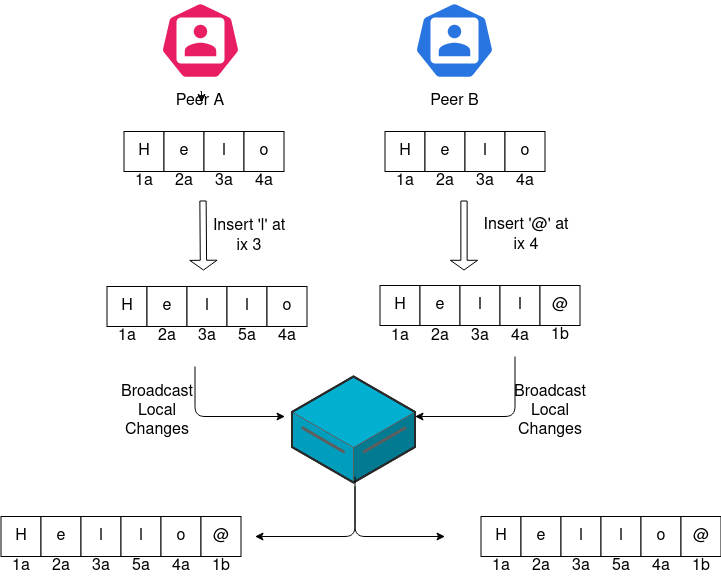 Peer A
Peer B
H e l o
1a 2a 3a 4a
H e l o
1a 2a 3a 4a
Insert 'l' at
ix 3
Insert '@' at
ix 4
H e l l o
1a 2a 3a 5a 4a
H e l l @
1a 2a 3a 4a 1b
Broadcast
Local
Changes
Broadcast
Local
Changes
H e l l o @
1a 2a 3a 5a 4a 1b
H e l l o @
1a 2a 3a 5a 4a 1b